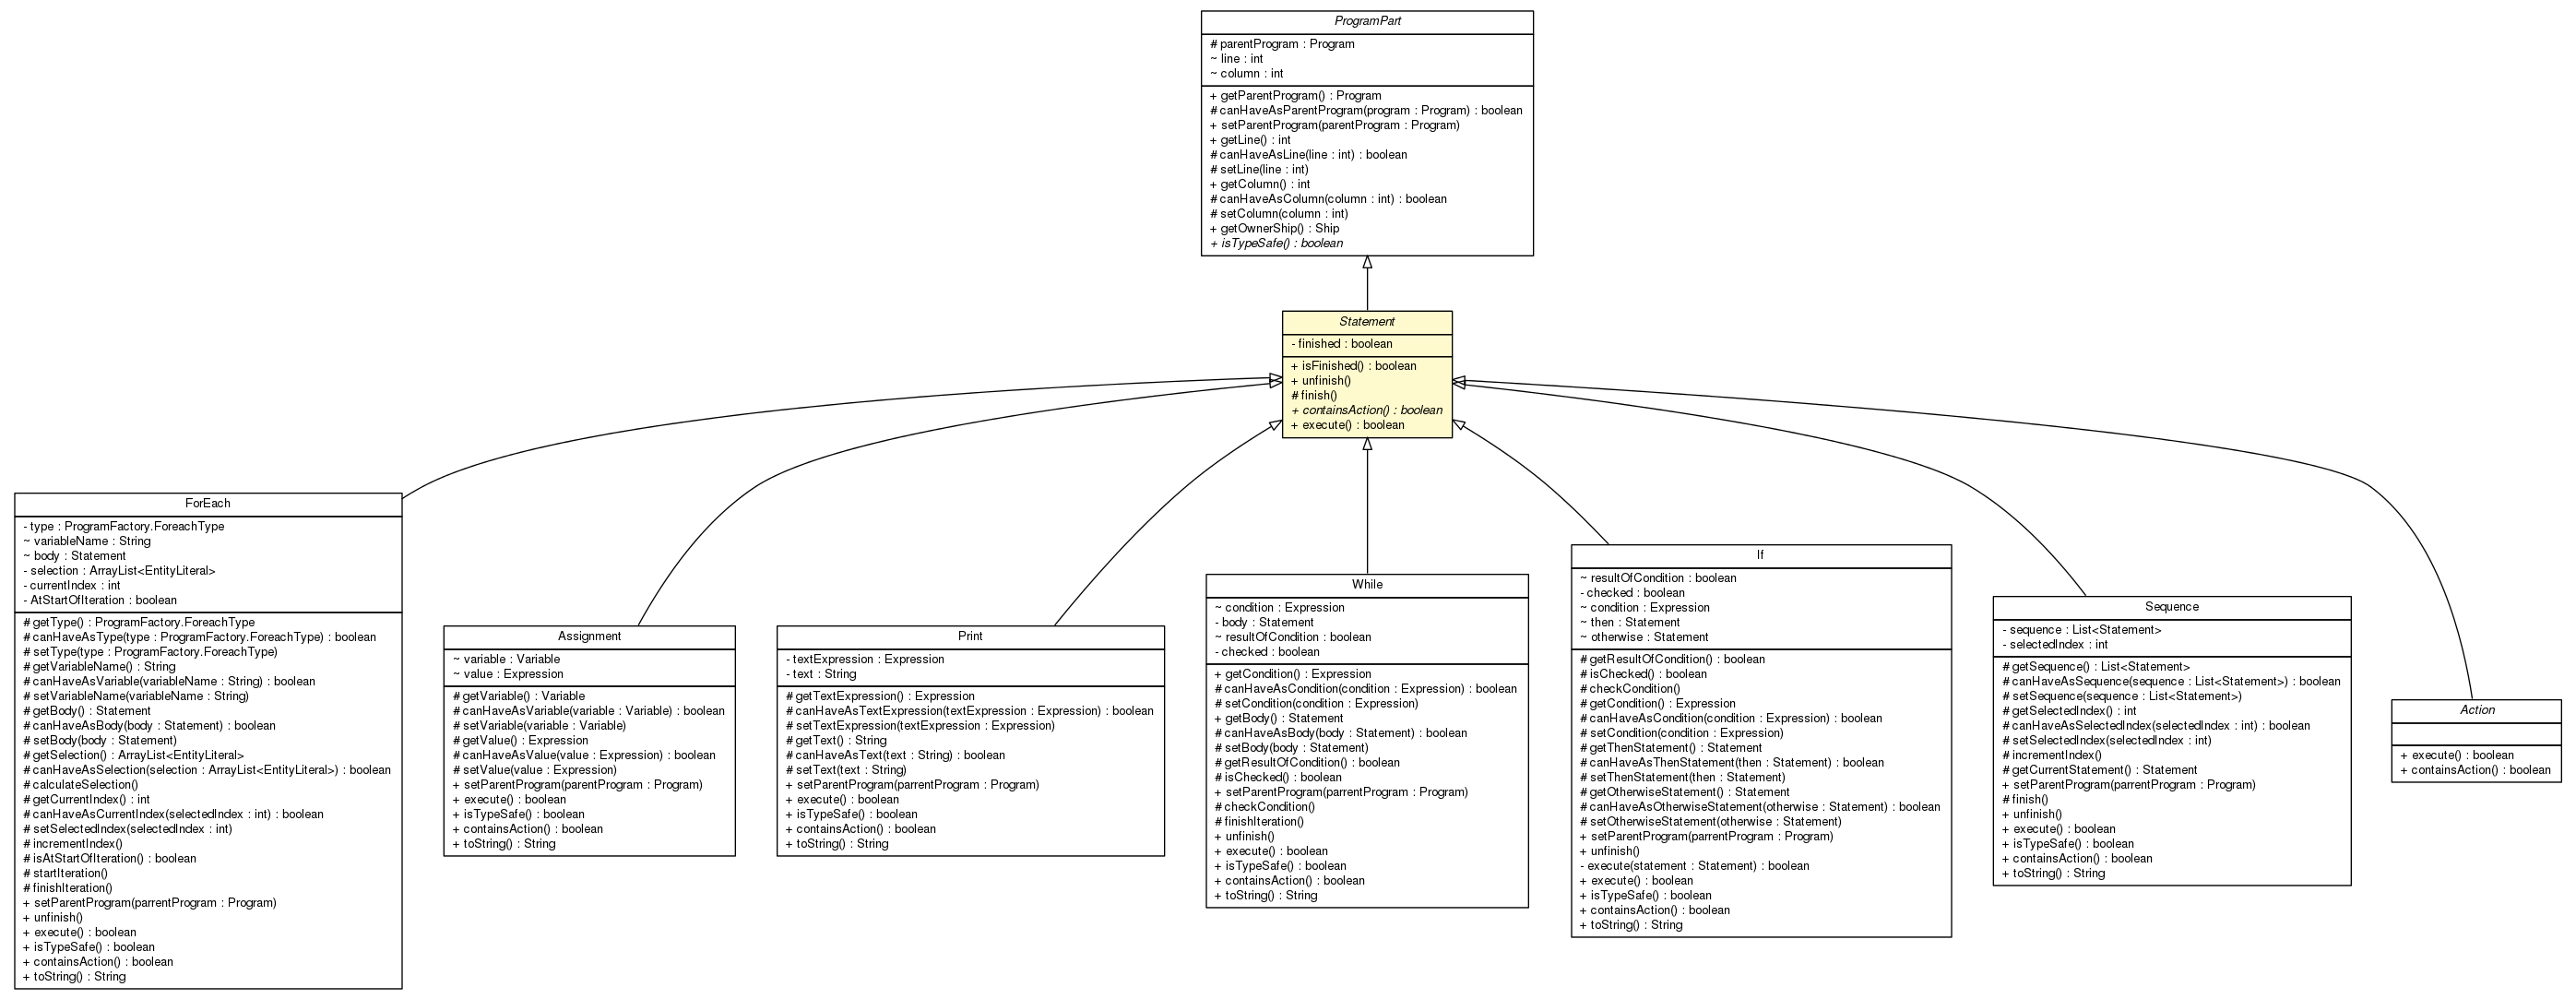 ProgramPart
# parentProgram : Program
~ line : int
~ column : int
+ getParentProgram() : Program
# canHaveAsParentProgram(program : Program) : boolean
+ setParentProgram(parentProgram : Program)
+ getLine() : int
# canHaveAsLine(line : int) : boolean
# setLine(line : int)
+ getColumn() : int
# canHaveAsColumn(column : int) : boolean
# setColumn(column : int)
+ getOwnerShip() : Ship
+ isTypeSafe() : boolean
Statement
- finished : boolean
+ isFinished() : boolean
+ unfinish()
# finish()
+ containsAction() : boolean
+ execute() : boolean
ForEach
- type : ProgramFactory.ForeachType
~ variableName : String
~ body : Statement
- selection : ArrayList<EntityLiteral>
- currentIndex : int
- AtStartOfIteration : boolean
# getType() : ProgramFactory.ForeachType
# canHaveAsType(type : ProgramFactory.ForeachType) : boolean
# setType(type : ProgramFactory.ForeachType)
# getVariableName() : String
# canHaveAsVariable(variableName : String) : boolean
# setVariableName(variableName : String)
# getBody() : Statement
# canHaveAsBody(body : Statement) : boolean
# setBody(body : Statement)
# getSelection() : ArrayList<EntityLiteral>
# canHaveAsSelection(selection : ArrayList<EntityLiteral>) : boolean
# calculateSelection()
# getCurrentIndex() : int
# canHaveAsCurrentIndex(selectedIndex : int) : boolean
# setSelectedIndex(selectedIndex : int)
# incrementIndex()
# isAtStartOfIteration() : boolean
# startIteration()
# finishIteration()
+ setParentProgram(parrentProgram : Program)
+ unfinish()
+ execute() : boolean
+ isTypeSafe() : boolean
+ containsAction() : boolean
+ toString() : String
Assignment
~ variable : Variable
~ value : Expression
# getVariable() : Variable
# canHaveAsVariable(variable : Variable) : boolean
# setVariable(variable : Variable)
# getValue() : Expression
# canHaveAsValue(value : Expression) : boolean
# setValue(value : Expression)
+ setParentProgram(parentProgram : Program)
+ execute() : boolean
+ isTypeSafe() : boolean
+ containsAction() : boolean
+ toString() : String
Print
- textExpression : Expression
- text : String
# getTextExpression() : Expression
# canHaveAsTextExpression(textExpression : Expression) : boolean
# setTextExpression(textExpression : Expression)
# getText() : String
# canHaveAsText(text : String) : boolean
# setText(text : String)
+ setParentProgram(parrentProgram : Program)
+ execute() : boolean
+ isTypeSafe() : boolean
+ containsAction() : boolean
+ toString() : String
While
~ condition : Expression
- body : Statement
~ resultOfCondition : boolean
- checked : boolean
+ getCondition() : Expression
# canHaveAsCondition(condition : Expression) : boolean
# setCondition(condition : Expression)
+ getBody() : Statement
# canHaveAsBody(body : Statement) : boolean
# setBody(body : Statement)
# getResultOfCondition() : boolean
# isChecked() : boolean
+ setParentProgram(parrentProgram : Program)
# checkCondition()
# finishIteration()
+ unfinish()
+ execute() : boolean
+ isTypeSafe() : boolean
+ containsAction() : boolean
+ toString() : String
If
~ resultOfCondition : boolean
- checked : boolean
~ condition : Expression
~ then : Statement
~ otherwise : Statement
# getResultOfCondition() : boolean
# isChecked() : boolean
# checkCondition()
# getCondition() : Expression
# canHaveAsCondition(condition : Expression) : boolean
# setCondition(condition : Expression)
# getThenStatement() : Statement
# canHaveAsThenStatement(then : Statement) : boolean
# setThenStatement(then : Statement)
# getOtherwiseStatement() : Statement
# canHaveAsOtherwiseStatement(otherwise : Statement) : boolean
# setOtherwiseStatement(otherwise : Statement)
+ setParentProgram(parrentProgram : Program)
+ unfinish()
- execute(statement : Statement) : boolean
+ execute() : boolean
+ isTypeSafe() : boolean
+ containsAction() : boolean
+ toString() : String
Sequence
- sequence : List<Statement>
- selectedIndex : int
# getSequence() : List<Statement>
# canHaveAsSequence(sequence : List<Statement>) : boolean
# setSequence(sequence : List<Statement>)
# getSelectedIndex() : int
# canHaveAsSelectedIndex(selectedIndex : int) : boolean
# setSelectedIndex(selectedIndex : int)
# incrementIndex()
# getCurrentStatement() : Statement
+ setParentProgram(parrentProgram : Program)
# finish()
+ unfinish()
+ execute() : boolean
+ isTypeSafe() : boolean
+ containsAction() : boolean
+ toString() : String
Action
+ execute() : boolean
+ containsAction() : boolean